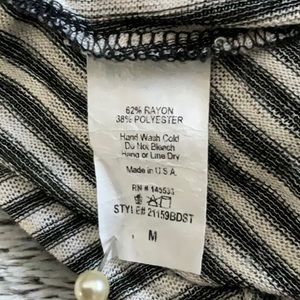 62% RAYON
38% POLYESTER
Hand Wash Cold
Do Not Bleach
Hang or Line Dry
Made in U.S.A.
RN #
STYLE# 21159BDST
M